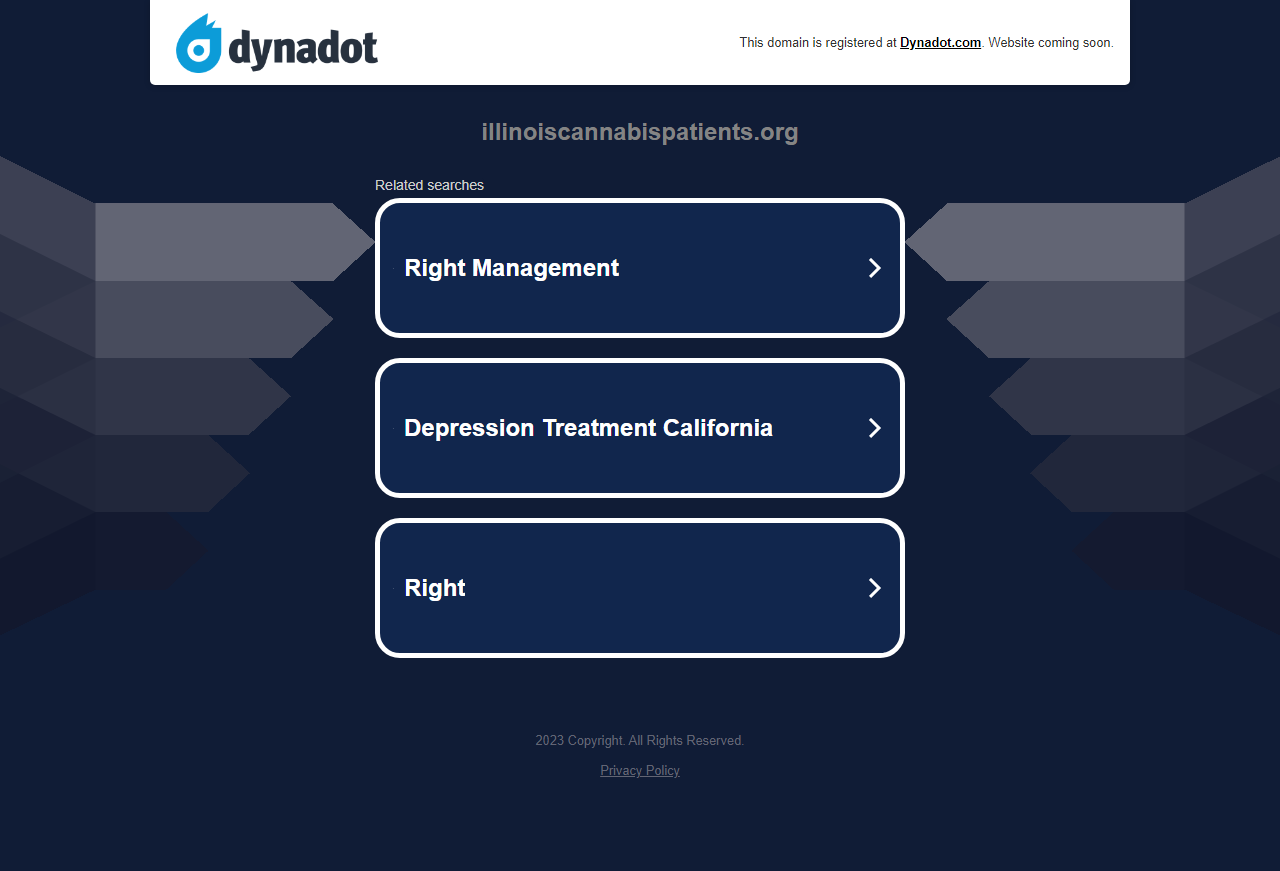 dynadot
This domain is registered at Dynadot.com. Website coming soon.
illinoiscannabispatients.org
Related searches
Right Management
Depression Treatment California
Right
2023 Copyright. All Rights Reserved.
Privacy Policy